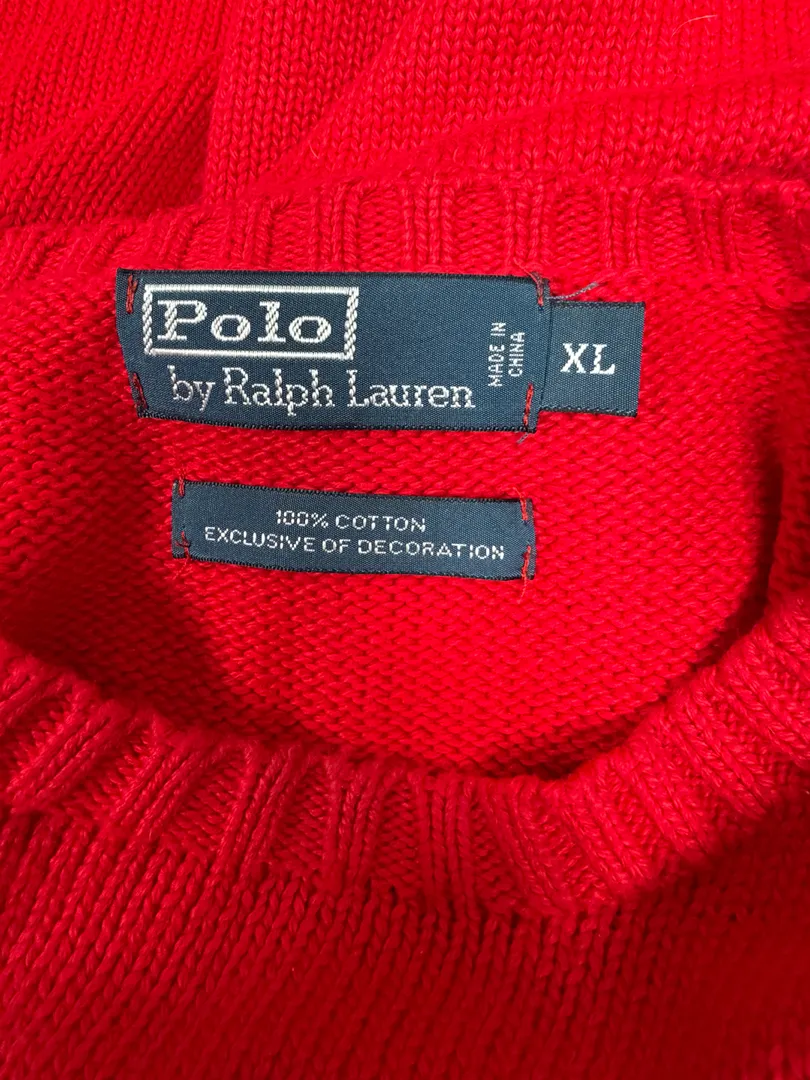 Polo
by Ralph Lauren
MADE IN
CHINA
XL
100% COTTON
EXCLUSIVE OF DECORATION